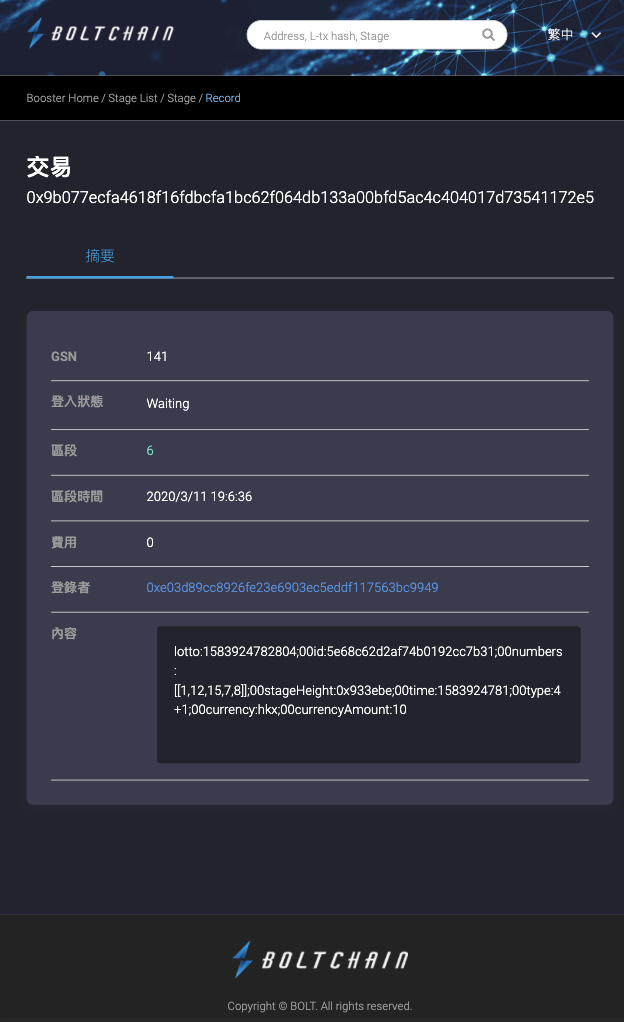 BOLTCHAIN
Address, L-tx hash, Stage
繁中
Booster Home / Stage List / Stage / Record
交易
0x9b077ecfa4618f16fdbcfa1bc62f064db133a00bfd5ac4c404017d73541172e5
摘要
GSN 141
登入狀態 Waiting
區段 6
區段時間 2020/3/11 19:6:36
費用 0
登錄者 0xe03d89cc8926fe23e6903ec5eddf117563bc9949
內容
lotto:1583924782804;00id:5e68c62d2af74b0192cc7b31;00numbers
:
[[1,12,15,7,8]];00stageHeight:0x933ebe;00time:1583924781;00type:4
+1;00currency:hkx;00currencyAmount:10
BOLTCHAIN
Copyright © BOLT. All rights reserved.